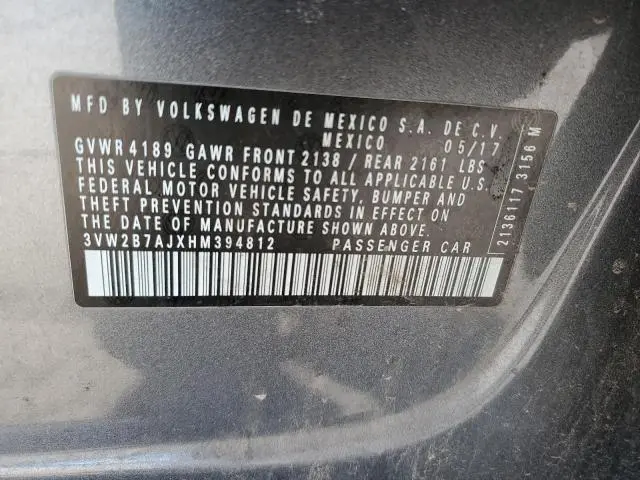 MFD BY VOLKSWAGEN DE MEXICO S.A. DE C.V.
MEXICO 05/17
GVWR 4189 GAWR FRONT 2138 / REAR 2161 LBS
THIS VEHICLE CONFORMS TO ALL APPLICABLE U.S.
FEDERAL MOTOR VEHICLE SAFETY, BUMPER AND
THEFT PREVENTION STANDARDS IN EFFECT ON
THE DATE OF MANUFACTURE SHOWN ABOVE.
3VW2B7AJXHM394812 PASSENGER CAR
2136117 3156 M